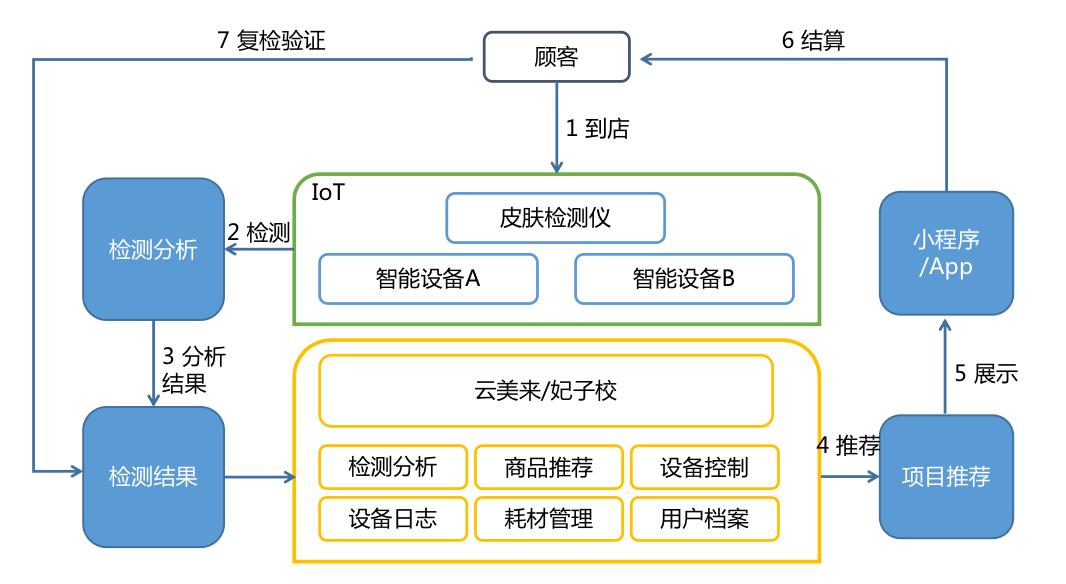 7 复检验证
顾客
6 结算
1 到店
IoT
皮肤检测仪
2 检测
检测分析
智能设备A
智能设备B
小程序
/App
3 分析
结果
云美来/妃子校
5 展示
检测结果
检测分析
商品推荐
设备控制
4 推荐
项目推荐
设备日志
耗材管理
用户档案